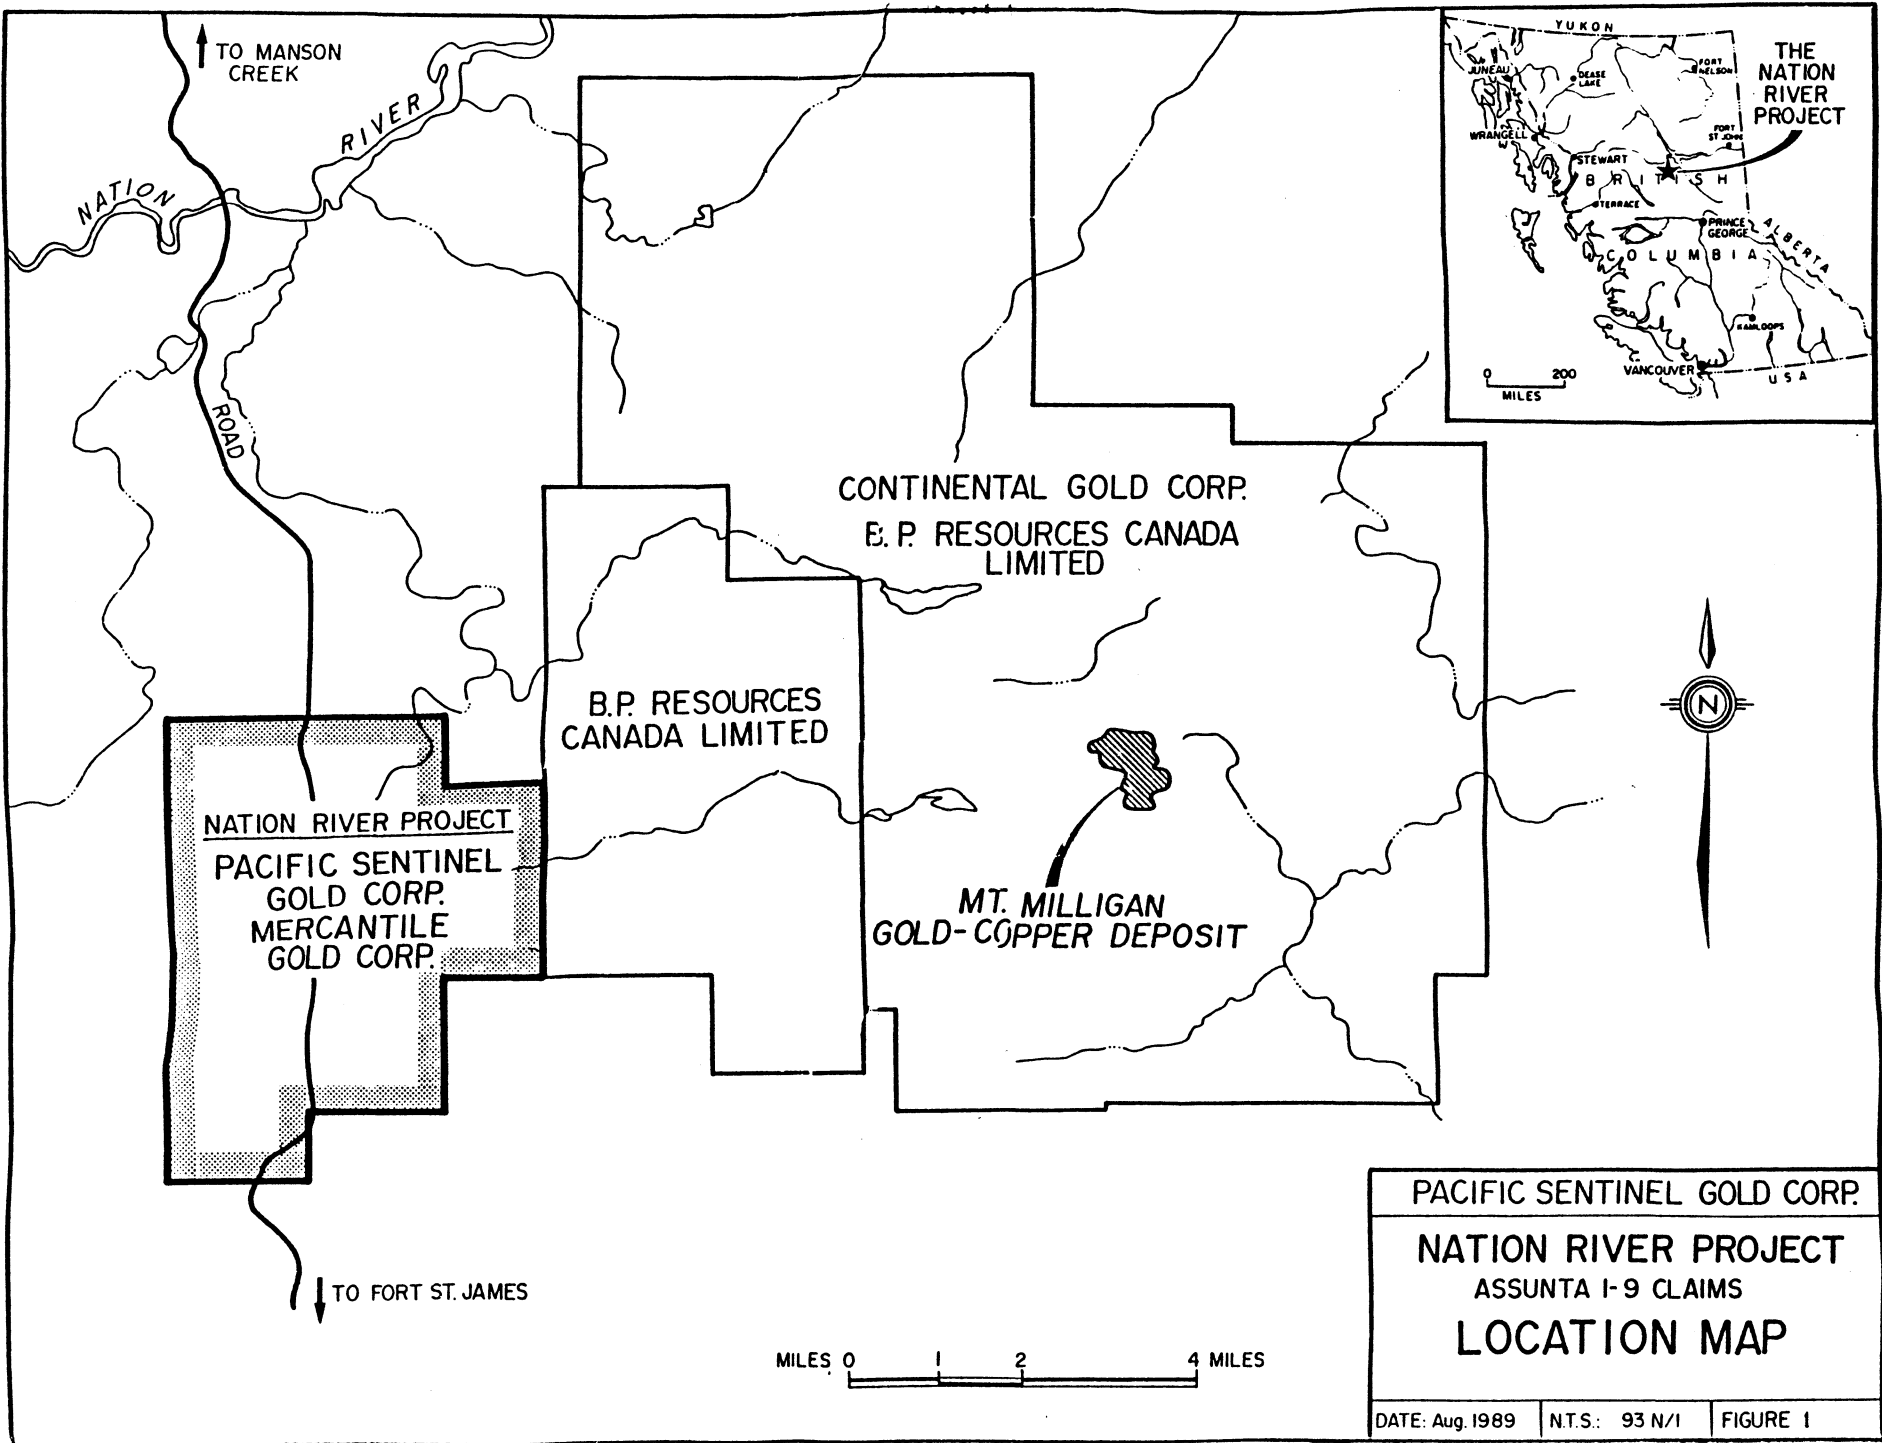 TO MANSON
CREEK
NATION RIVER
ROAD
YUKON
JUNEAU
DEASE
LAKE
FORT
NELSON
THE
NATION
RIVER
PROJECT
WRANGELL
FORT
ST JOHN
STEWART
BRITISH
TERRACE
PRINCE
GEORGE
COLUMBIA
ALBERTA
KAMLOOPS
VANCOUVER
USA
0 200
MILES
CONTINENTAL GOLD CORP.
B.P. RESOURCES CANADA
LIMITED
B.P. RESOURCES
CANADA LIMITED
N
NATION RIVER PROJECT
PACIFIC SENTINEL
GOLD CORP.
MERCANTILE
GOLD CORP.
MT. MILLIGAN
GOLD-COPPER DEPOSIT
TO FORT ST. JAMES
MILES 0 1 2 4 MILES
PACIFIC SENTINEL GOLD CORP.
NATION RIVER PROJECT
ASSUNTA 1-9 CLAIMS
LOCATION MAP
DATE: Aug. 1989 N.T.S.: 93 N/1 FIGURE 1